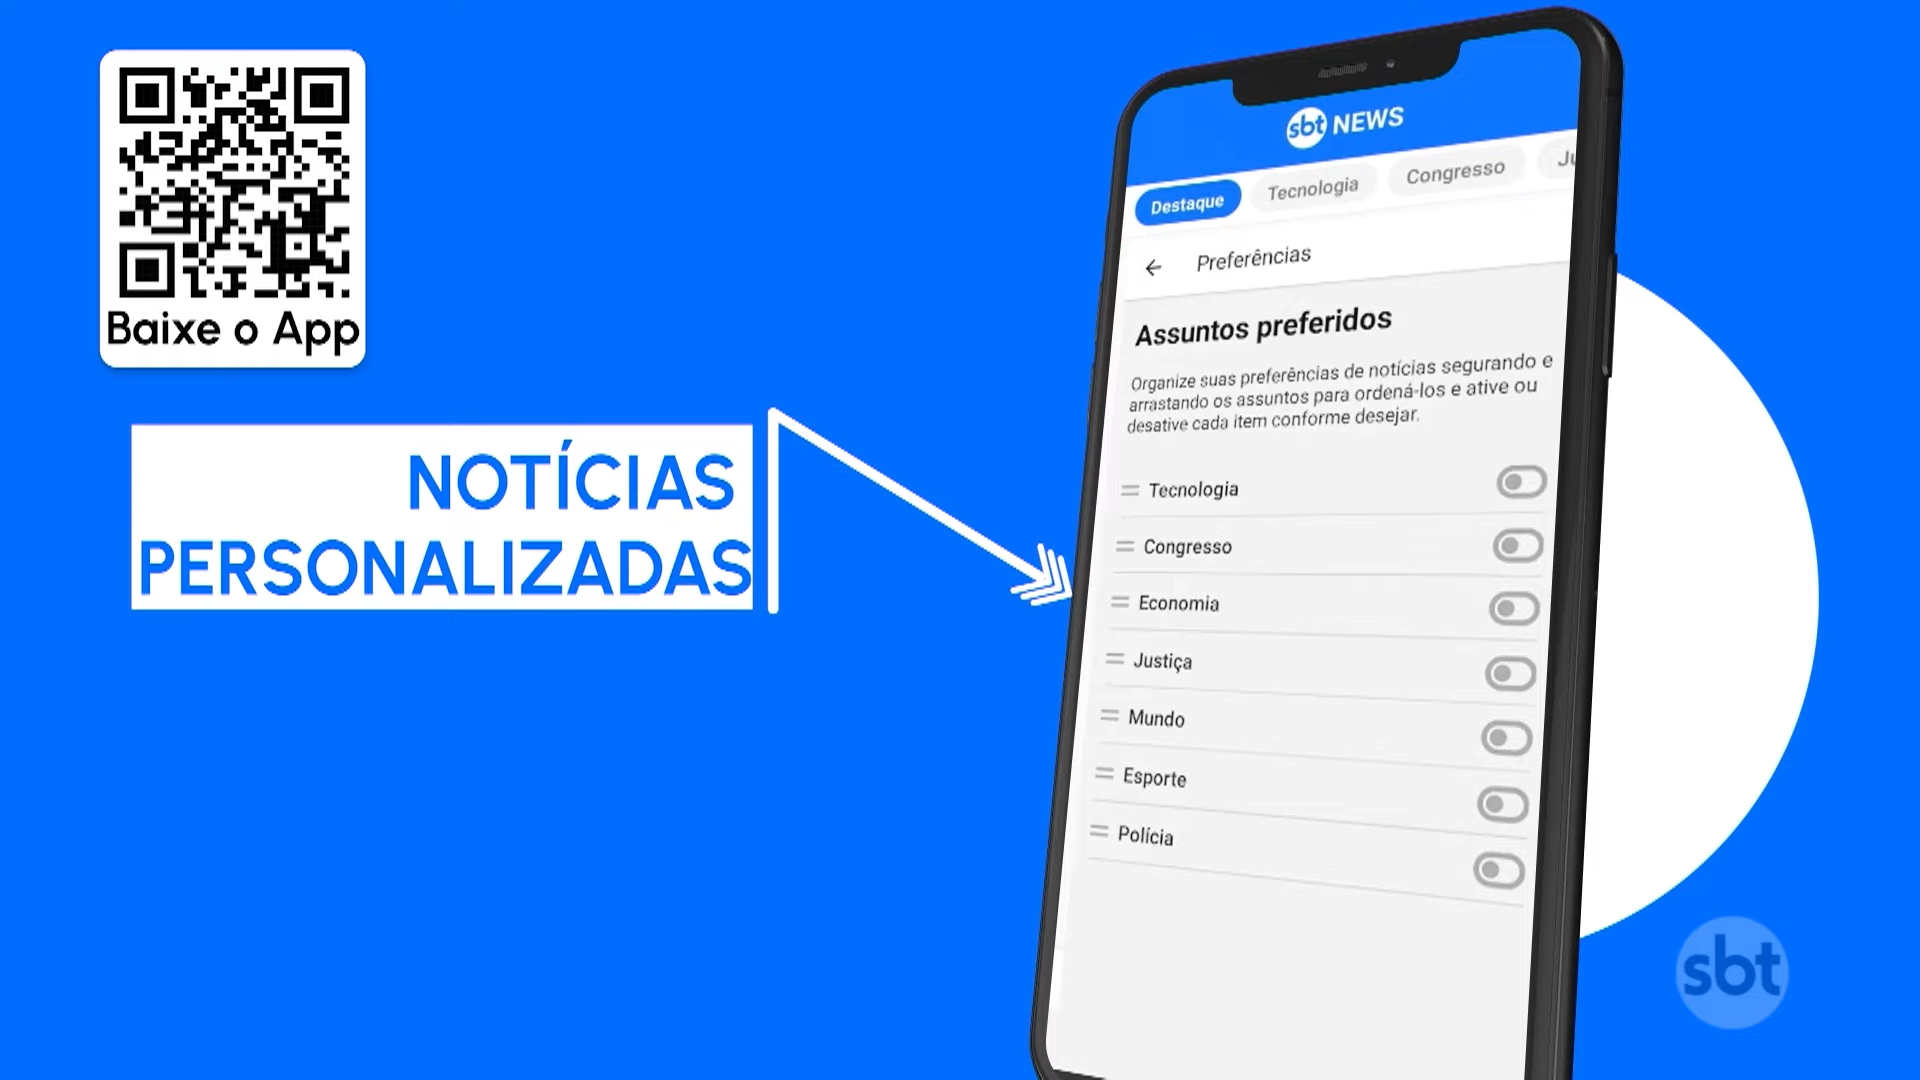 Baixe o App
NOTÍCIAS
PERSONALIZADAS
sbt NEWS
Destaque Tecnologia Congresso
Preferências
Assuntos preferidos
Organize suas preferências de notícias segurando e
arrastando os assuntos para ordená-los e ative ou
desative cada item conforme desejar.
Tecnologia
Congresso
Economia
Justiça
Mundo
Esporte
Polícia
sbt